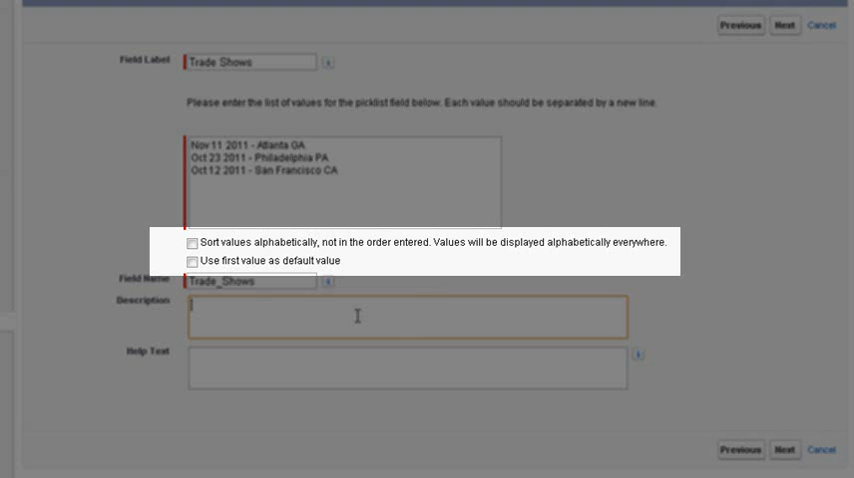 Previous Next Cancel
Field Label Trade Shows
Please enter the list of values for the picklist field below. Each value should be separated by a new line.
Nov 11 2011 - Atlanta GA
Oct 23 2011 - Philadelphia PA
Oct 12 2011 - San Francisco CA
Sort values alphabetically, not in the order entered. Values will be displayed alphabetically everywhere.
Use first value as default value
Field Name Trade_Shows
Description
Help Text
Previous Next Cancel